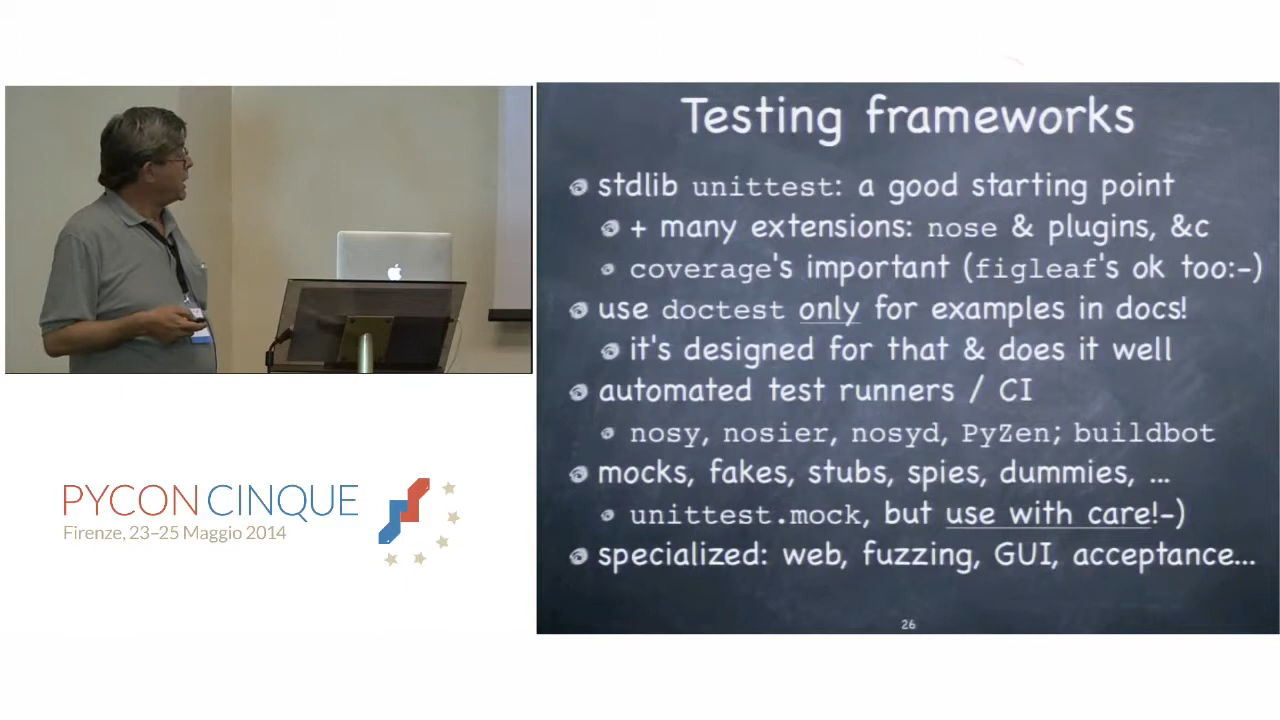 Testing frameworks
stdlib unittest: a good starting point
+ many extensions: nose & plugins, &c
coverage's important (figleaf's ok too:-)
use doctest only for examples in docs!
it's designed for that & does it well
automated test runners / CI
nosy, nosier, nosyd, PyZen; buildbot
mocks, fakes, stubs, spies, dummies, ...
unittest.mock, but use with care!-)
specialized: web, fuzzing, GUI, acceptance...
26
PYCON CINQUE
Firenze, 23-25 Maggio 2014